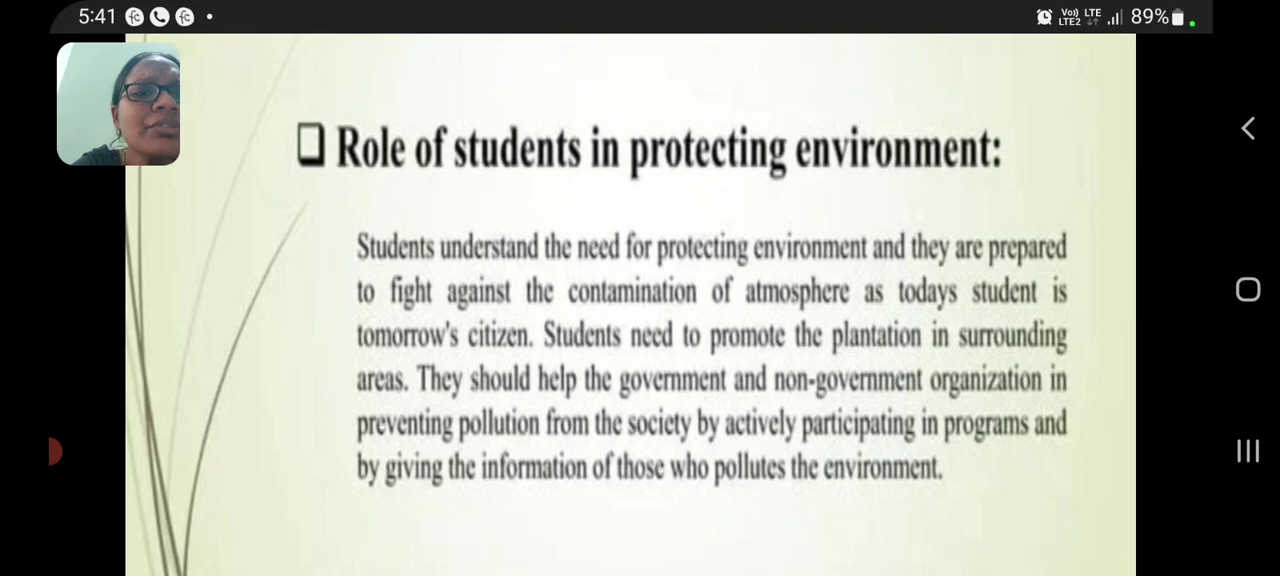 5:41
Vo)) LTE
LTE2
89%
Role of students in protecting environment:
Students understand the need for protecting environment and they are prepared
to fight against the contamination of atmosphere as todays student is
tomorrow's citizen. Students need to promote the plantation in surrounding
areas. They should help the government and non-government organization in
preventing pollution from the society by actively participating in programs and
by giving the information of those who pollutes the environment.